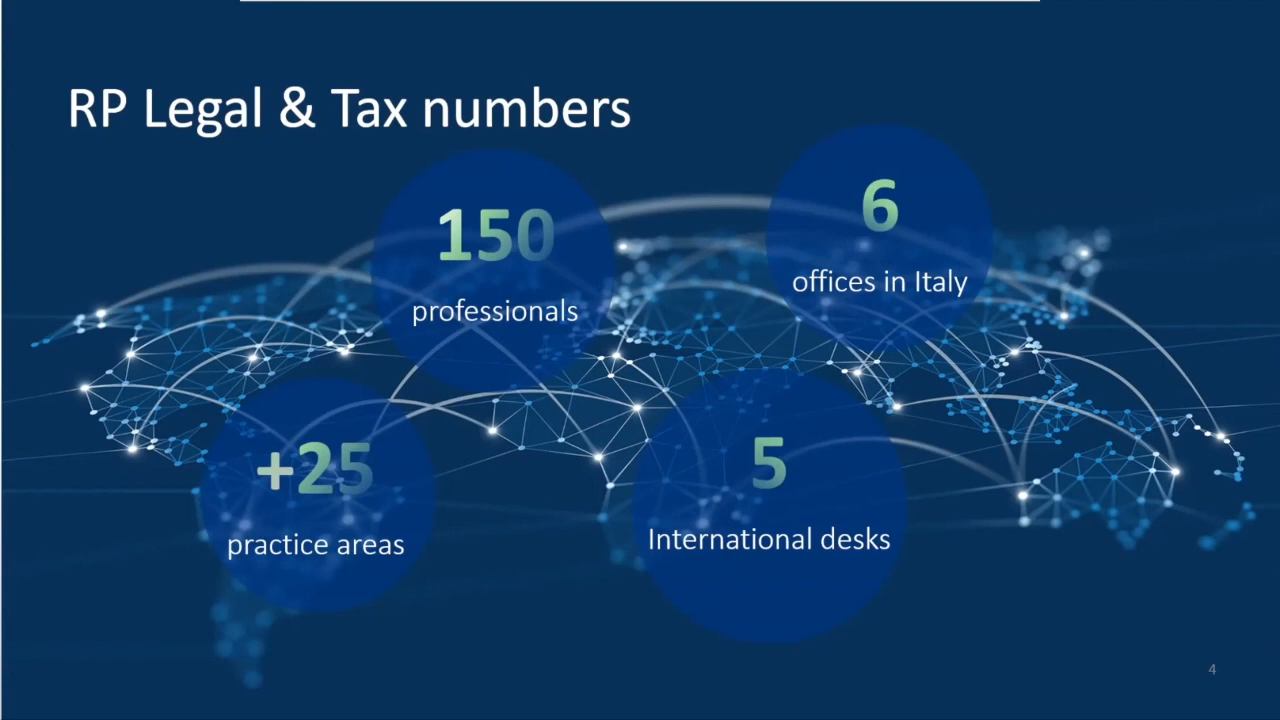 RP Legal & Tax numbers
150
professionals
6
offices in Italy
+25
practice areas
5
International desks
4